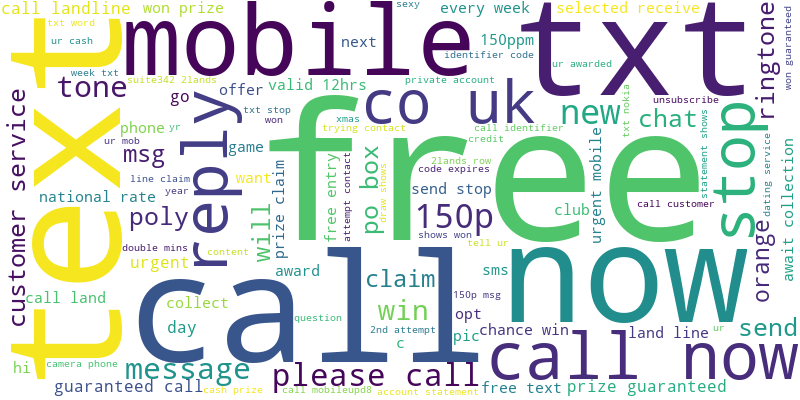 call landline
won prize
mobile
sexy
every week
selected receive
txt word
ur cash
next
150ppm
identifier code
ur awarded
txt
ringtone
won guaranteed
text
week txt
tone
suite342 2lands
go
offer
valid 12hrs
private account
co uk
new
unsubscribe
chat
stop
customer service
phone
yr
reply
txt stop
won
xmas
trying contact
call identifier
credit
txt nokia
statement shows
dating service
await collection
ur mob
msg
game
free
line claim
year
want
prize claim
free entry
attempt contact
draw shows
po box
2lands row
code expires
send stop
urgent mobile
national rate
poly
will
150p
club
call customer
double mins
shows won
tell ur
urgent
content
call
now
orange
award
claim
sms
call land
collect
win
150p msg
day
question
2nd attempt
c
opt
pic
chance win
land line
ur
send
hi
camera phone
message
please call
call now
guaranteed call
cash prize
call mobileupd8
account statement
free text
prize guaranteed